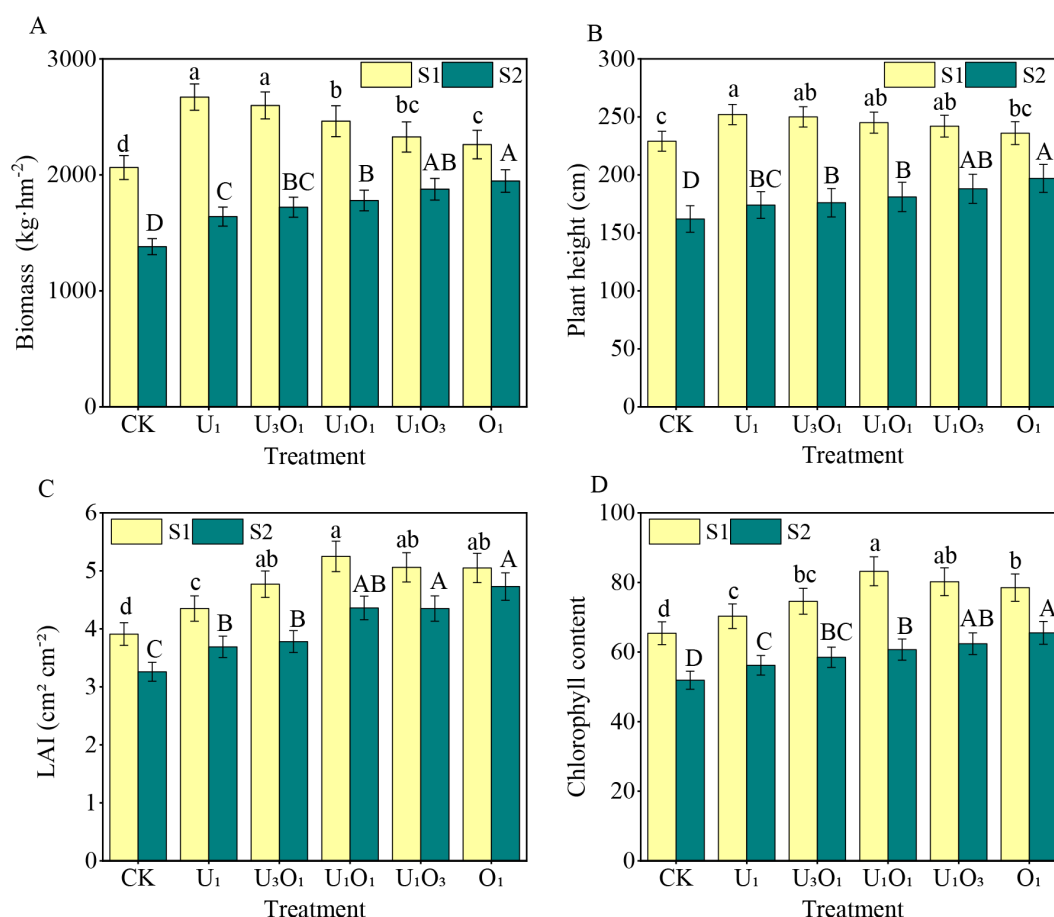 A
Biomass (kg·hm⁻²)
3000
2000
1000
0
S1 S2
d a a b bc c
D C BC B AB A
CK U₁ U₃O₁ U₁O₁ U₁O₃ O₁
Treatment
B
Plant height (cm)
300
250
200
150
100
50
0
S1 S2
c a ab ab ab bc
D BC B B AB A
CK U₁ U₃O₁ U₁O₁ U₁O₃ O₁
Treatment
C
LAI (cm² cm⁻²)
6
5
4
3
2
1
0
S1 S2
d c ab a ab ab
C B B AB A A
CK U₁ U₃O₁ U₁O₁ U₁O₃ O₁
Treatment
D
Chlorophyll content
100
80
60
40
20
0
S1 S2
d c bc a ab b
D C BC B AB A
CK U₁ U₃O₁ U₁O₁ U₁O₃ O₁
Treatment